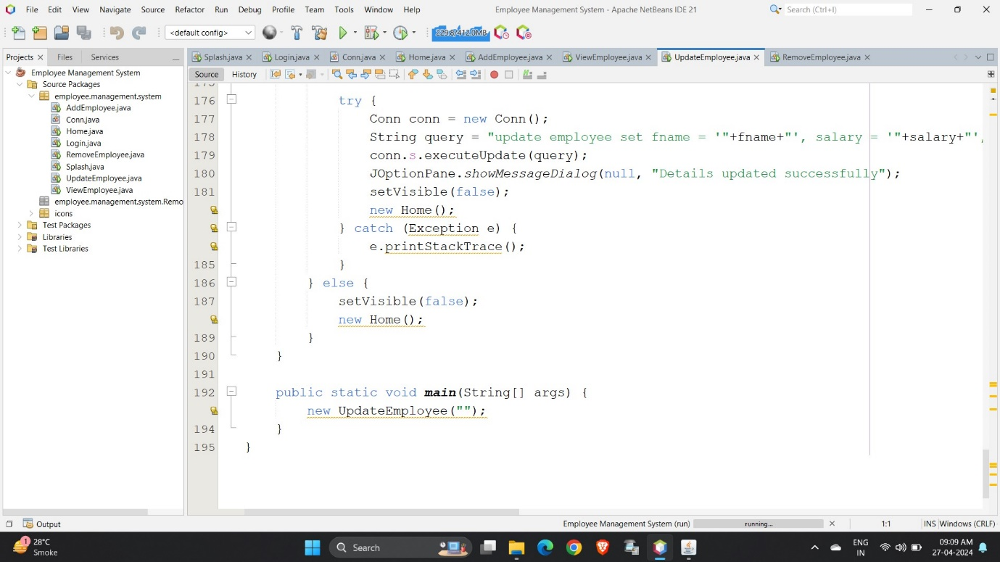 File Edit View Navigate Source Refactor Run Debug Profile Team Tools Window Help
Employee Management System - Apache NetBeans IDE 21
Search (Ctrl+I)
<default config>
229.8/412.0MB
Projects Files Services
Splash.java Login.java Conn.java Home.java AddEmployee.java ViewEmployee.java UpdateEmployee.java RemoveEmployee.java
Source History
Employee Management System
Source Packages
employee.management.system
AddEmployee.java
Conn.java
Home.java
Login.java
RemoveEmployee.java
Splash.java
UpdateEmployee.java
ViewEmployee.java
employee.management.system.Remo
icons
Test Packages
Libraries
Test Libraries
176 try {
177 Conn conn = new Conn();
178 String query = "update employee set fname = '"+fname+"', salary = '"+salary+"',
179 conn.s.executeUpdate(query);
180 JOptionPane.showMessageDialog(null, "Details updated successfully");
181 setVisible(false);
new Home();
} catch (Exception e) {
e.printStackTrace();
185 }
186 } else {
187 setVisible(false);
new Home();
189 }
190 }
191
192 public static void main(String[] args) {
new UpdateEmployee("");
194 }
195 }
Output
Employee Management System (run) running...
1:1
INS Windows (CRLF)
1
28°C
Smoke
Search
ENG
IN
09:09 AM
27-04-2024